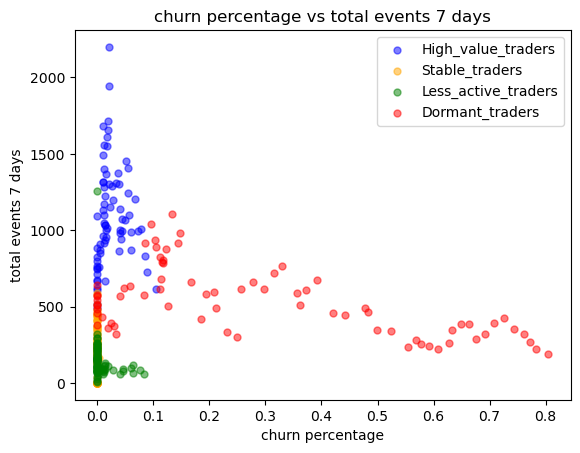 churn percentage vs total events 7 days
High_value_traders
Stable_traders
Less_active_traders
Dormant_traders
total events 7 days
2000
1500
1000
500
0
0.0 0.1 0.2 0.3 0.4 0.5 0.6 0.7 0.8
churn percentage